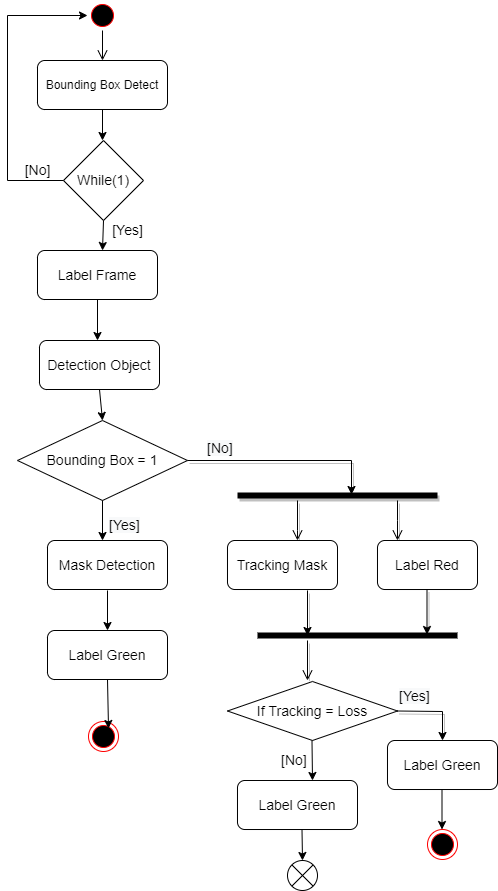 Bounding Box Detect
[No]
While(1)
[Yes]
Label Frame
Detection Object
Bounding Box = 1
[No]
[Yes]
Mask Detection
Tracking Mask
Label Red
Label Green
If Tracking = Loss
[Yes]
[No]
Label Green
Label Green